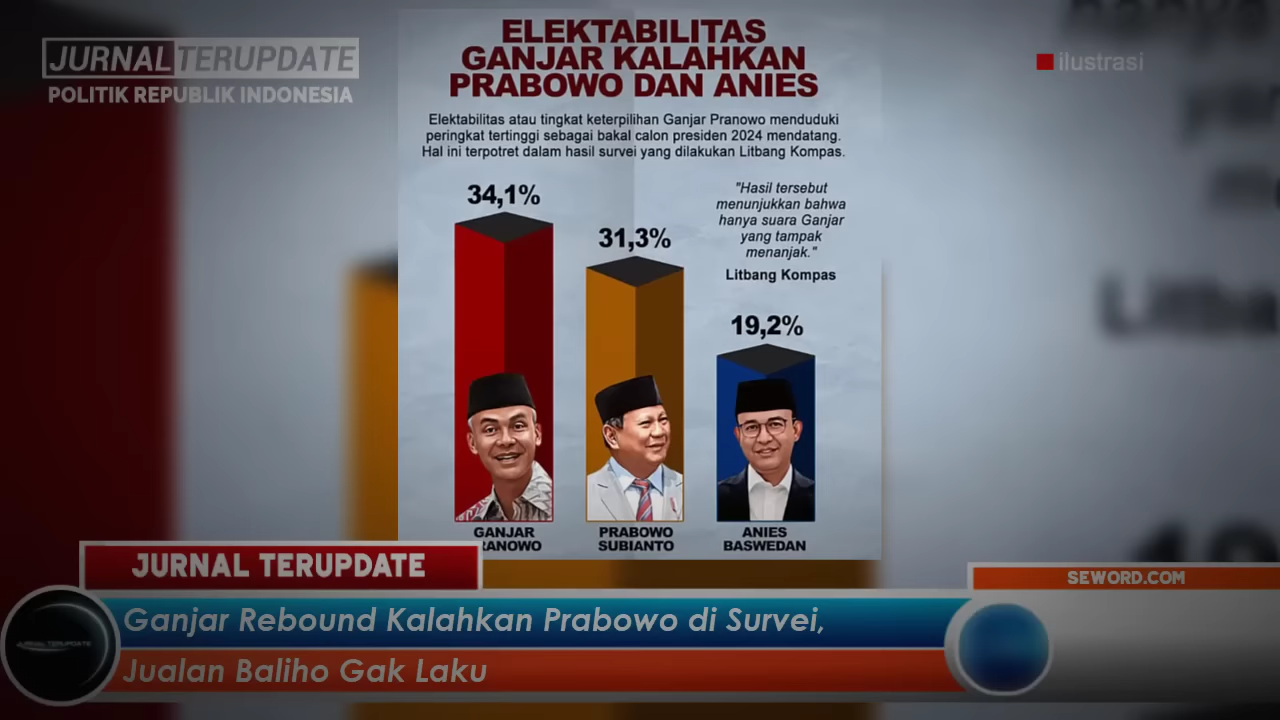 JURNAL TERUPDATE
POLITIK REPUBLIK INDONESIA
ilustrasi
ELEKTABILITAS
GANJAR KALAHKAN
PRABOWO DAN ANIES
Elektabilitas atau tingkat keterpilihan Ganjar Pranowo menduduki
peringkat tertinggi sebagai bakal calon presiden 2024 mendatang.
Hal ini terpotret dalam hasil survei yang dilakukan Litbang Kompas.
34,1%
31,3%
19,2%
"Hasil tersebut
menunjukkan bahwa
hanya suara Ganjar
yang tampak
menanjak."
Litbang Kompas
GANJAR
RANOWO
PRABOWO
SUBIANTO
ANIES
BASWEDAN
JURNAL TERUPDATE
SEWORD.COM
JURNAL TERUPDATE
Ganjar Rebound Kalahkan Prabowo di Survei,
Jualan Baliho Gak Laku